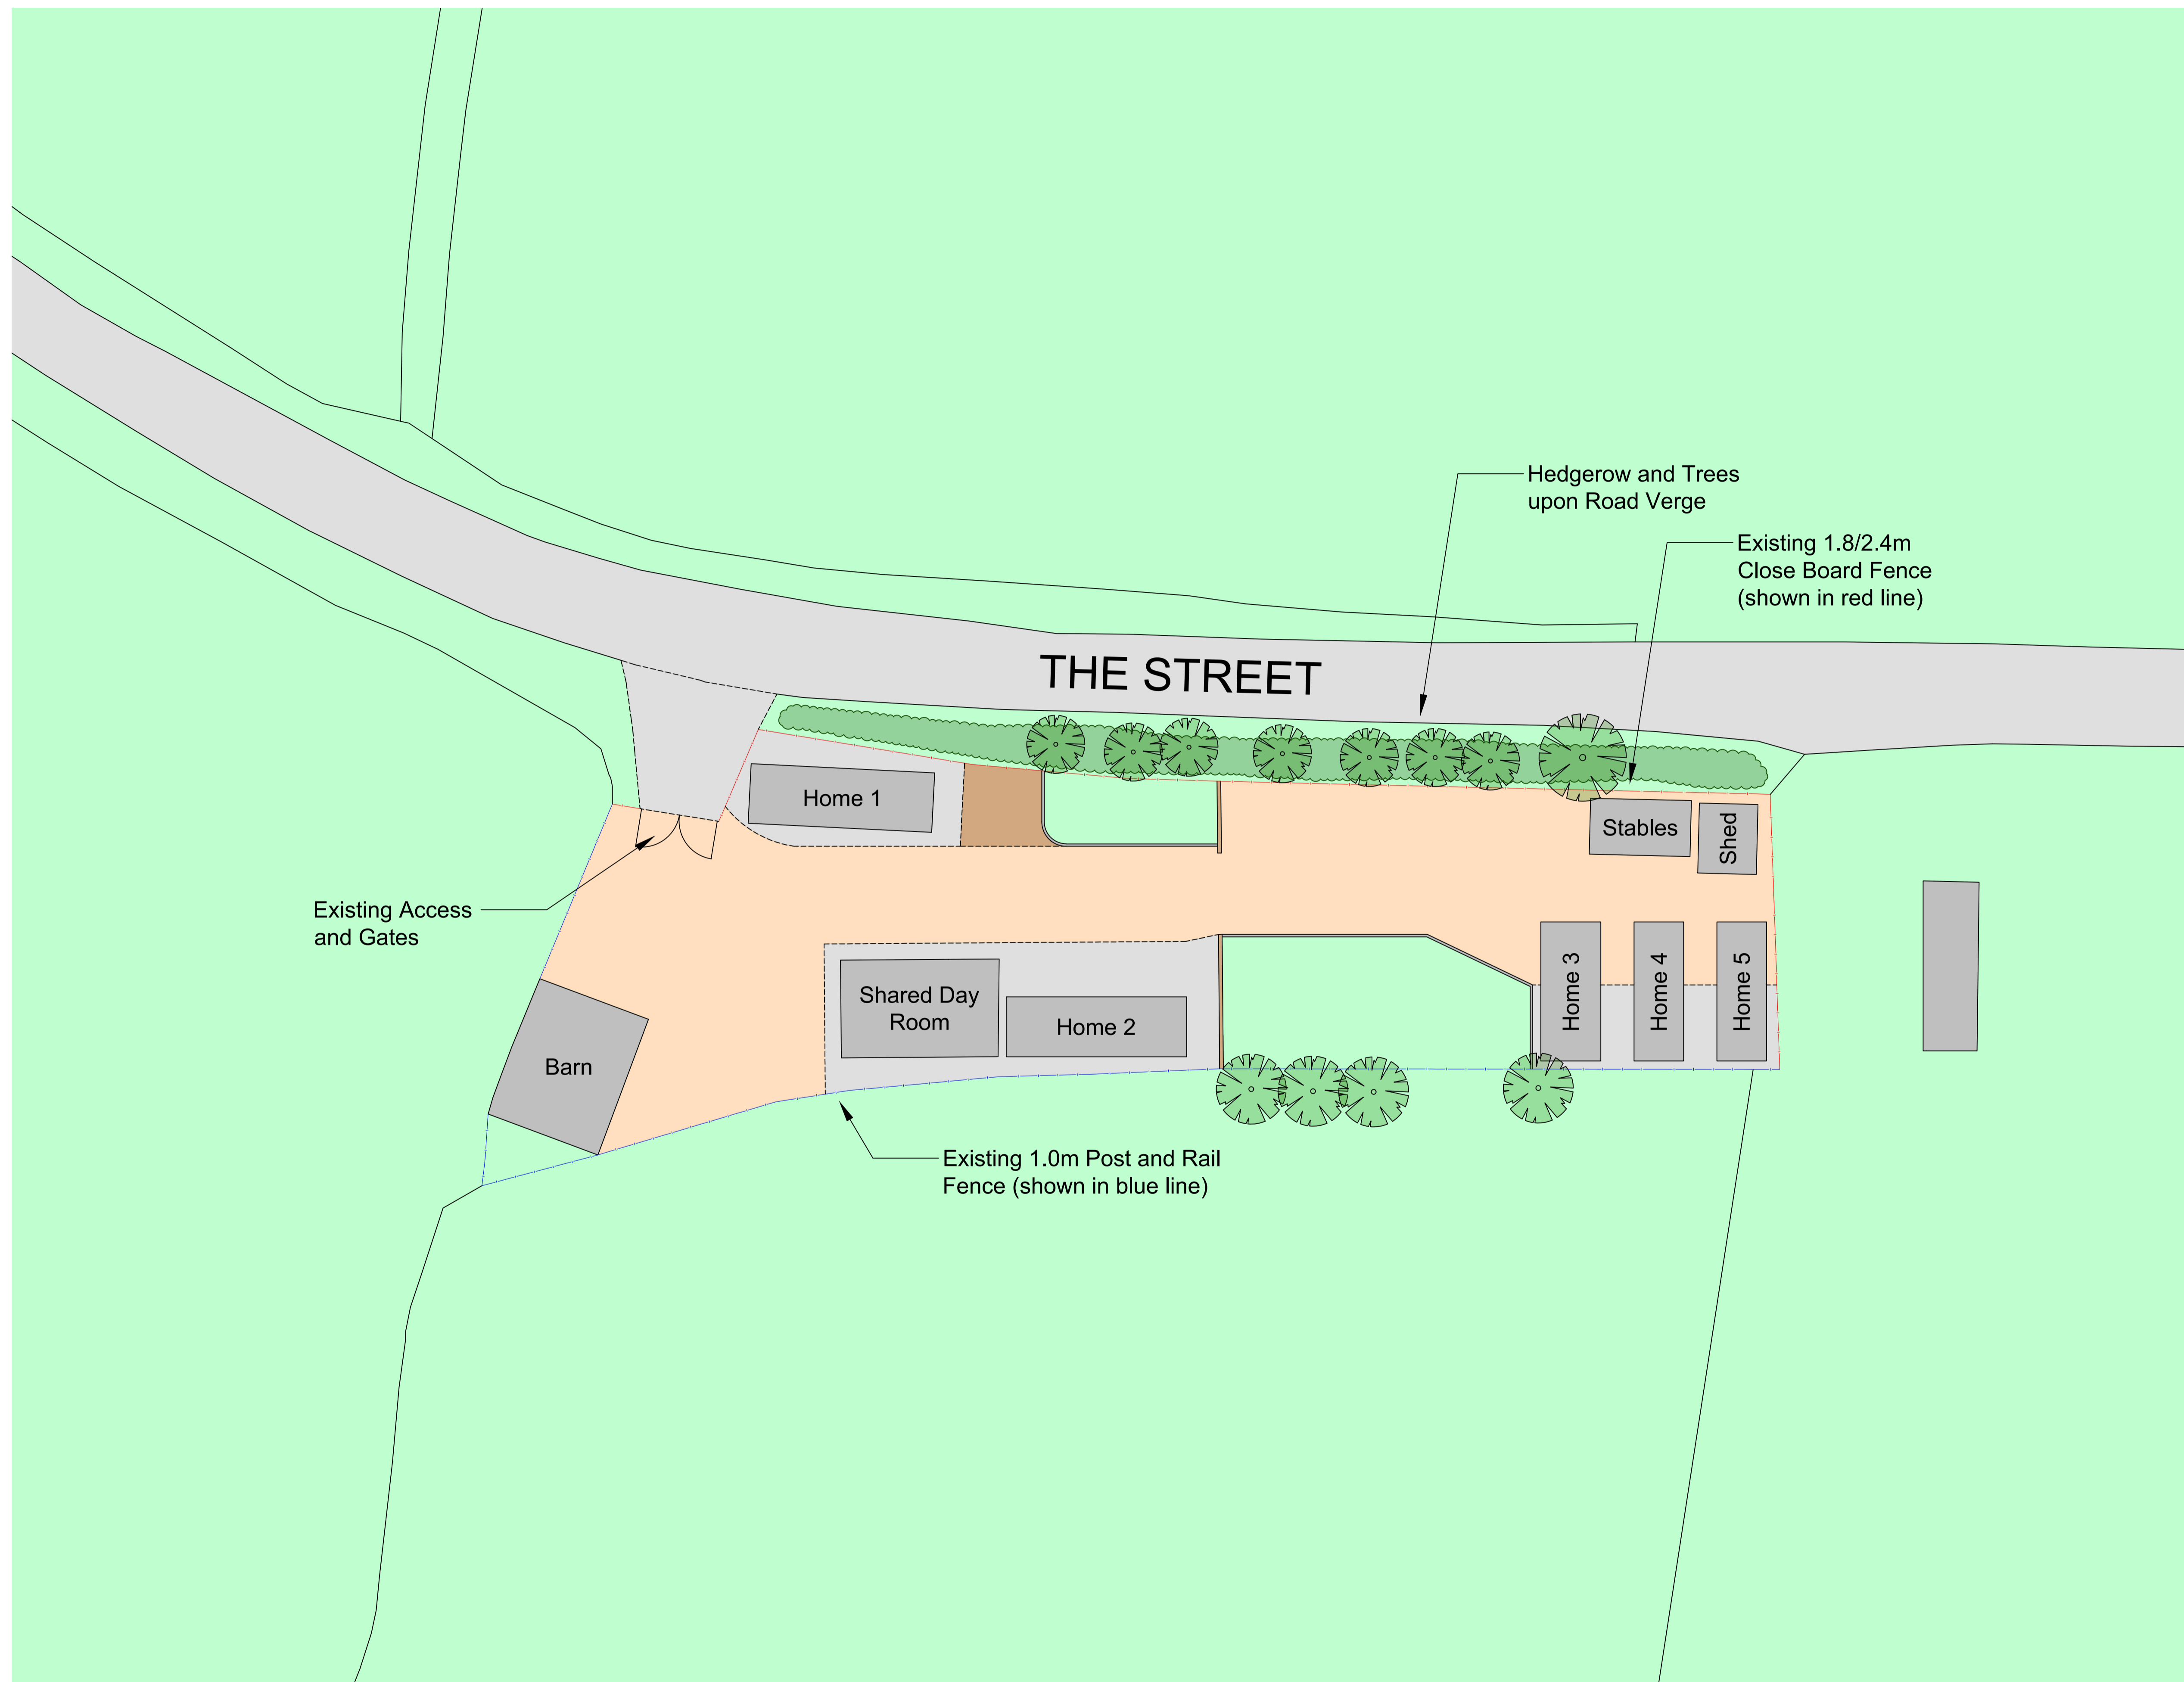 Hedgerow and Trees
upon Road Verge
Existing 1.8/2.4m
Close Board Fence
(shown in red line)
THE STREET
Home 1
Stables
Shed
Existing Access
and Gates
Shared Day
Room
Home 2
Home 3
Home 4
Home 5
Barn
Existing 1.0m Post and Rail
Fence (shown in blue line)